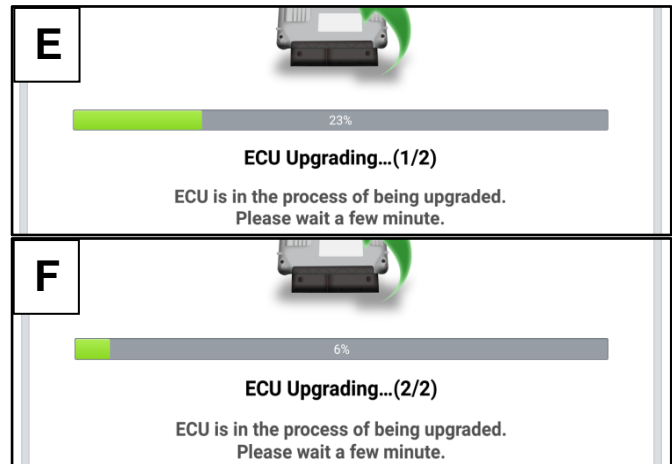 E
23%
ECU Upgrading...(1/2)
ECU is in the process of being upgraded.
Please wait a few minute.
F
6%
ECU Upgrading...(2/2)
ECU is in the process of being upgraded.
Please wait a few minute.